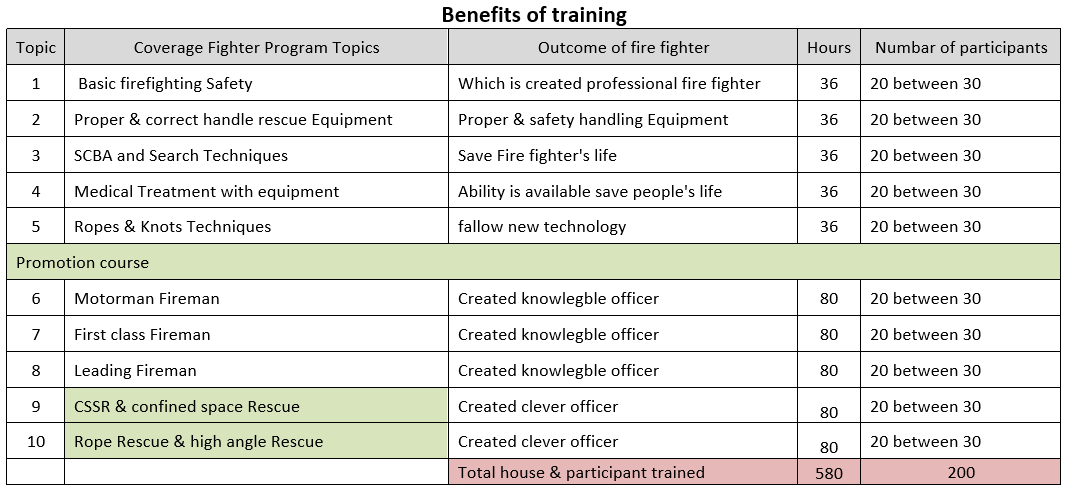 Benefits of training
Topic Coverage Fighter Program Topics Outcome of fire fighter Hours Numbar of participants
1 Basic firefighting Safety Which is created professional fire fighter 36 20 between 30
2 Proper & correct handle rescue Equipment Proper & safety handling Equipment 36 20 between 30
3 SCBA and Search Techniques Save Fire fighter's life 36 20 between 30
4 Medical Treatment with equipment Ability is available save people's life 36 20 between 30
5 Ropes & Knots Techniques fallow new technology 36 20 between 30
Promotion course
6 Motorman Fireman Created knowlegble officer 80 20 between 30
7 First class Fireman Created knowlegble officer 80 20 between 30
8 Leading Fireman Created knowlegble officer 80 20 between 30
9 CSSR & confined space Rescue Created clever officer 80 20 between 30
10 Rope Rescue & high angle Rescue Created clever officer 80 20 between 30
Total house & participant trained 580 200